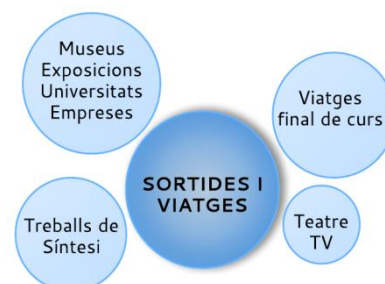 Museus
Exposicions
Universitats
Empreses
Viatges
final de curs
SORTIDES I
VIATGES
Treballs de
Síntesi
Teatre
TV